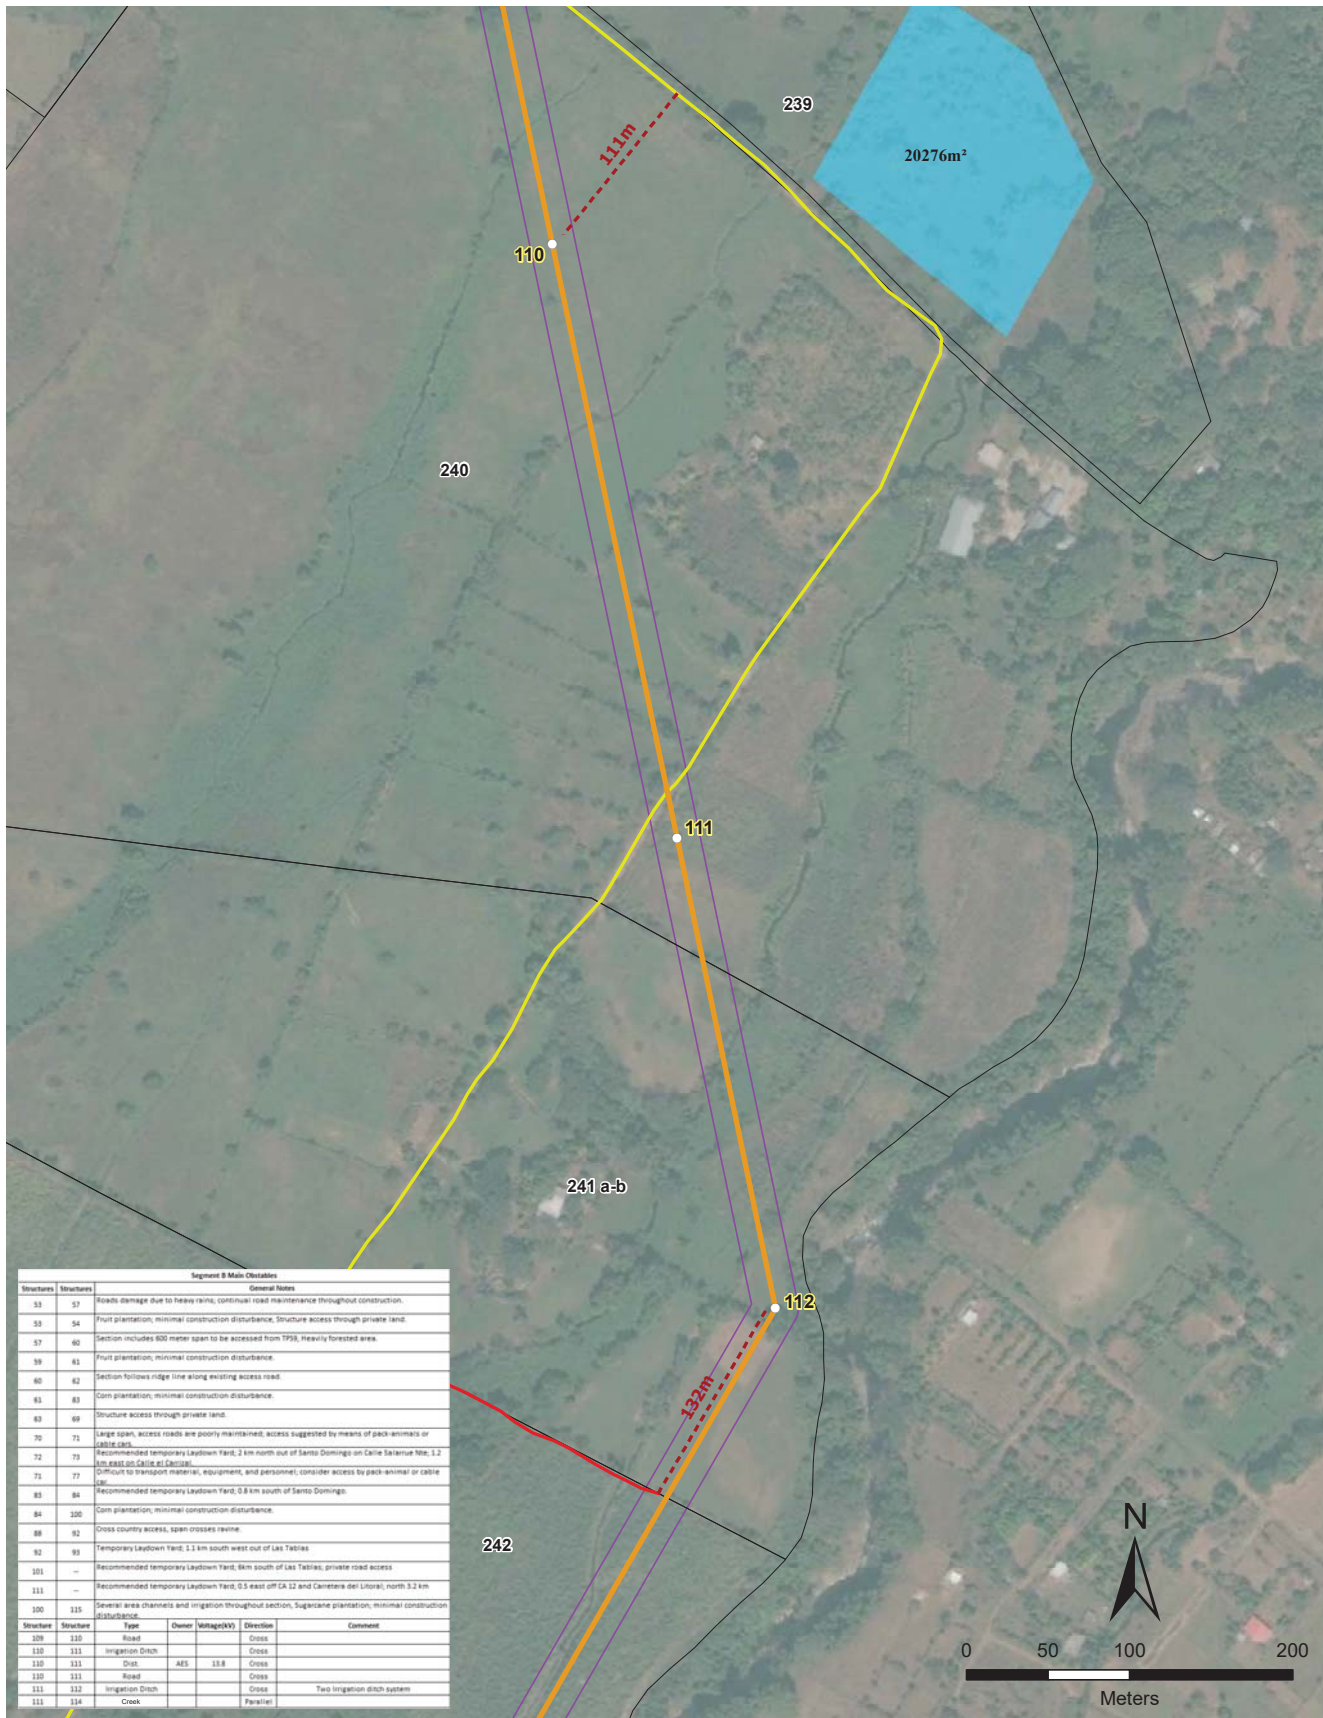 239
20276m²
111m
110
240
111
241 a-b
112
132m
242
Segment B Main Obstables
Structures Structures General Notes
53 57 Roads damage due to heavy rains; continual road maintenance throughout construction.
53 54 Fruit plantation; minimal construction disturbance, Structure access through private land.
57 60 Section includes 800 meter span to be accessed from TP59, Heavily forested area.
59 61 Fruit plantation; minimal construction disturbance.
60 62 Section follows ridge line along existing access road.
61 83 Corn plantation; minimal construction disturbance.
63 69 Structure access through private land.
70 71 Large span, access roads are poorly maintained; access suggested by means of pack-animals or
cable cars.
72 73 Recommended temporary Laydown Yard; 2 km north out of Santo Domingo on Calle Salarrue Nte; 1.2
km east on Calle el Carrizal.
71 77 Difficult to transport material, equipment, and personnel; consider access by pack-animal or cable
car.
83 84 Recommended temporary Laydown Yard; 0.8 km south of Santo Domingo.
84 100 Corn plantation; minimal construction disturbance.
88 92 Cross country access, span crosses ravine.
92 93 Temporary Laydown Yard; 1.1 km south west out of Las Tablas
101 -- Recommended temporary Laydown Yard; 6km south of Las Tablas; private road access
111 -- Recommended temporary Laydown Yard; 0.5 east off CA 12 and Carretera del Litoral; north 3.2 km
100 115 Several area channels and irrigation throughout section, Sugarcane plantation; minimal construction
disturbance.
Structure Structure Type Owner Voltage(kV) Direction Comment
109 110 Road Cross
110 111 Irrigation Ditch Cross
110 111 Dist. AES 13.8 Cross
110 111 Road Cross
111 112 Irrigation Ditch Cross Two irrigation ditch system
111 114 Creek Parallel
N
0 50 100 200
Meters